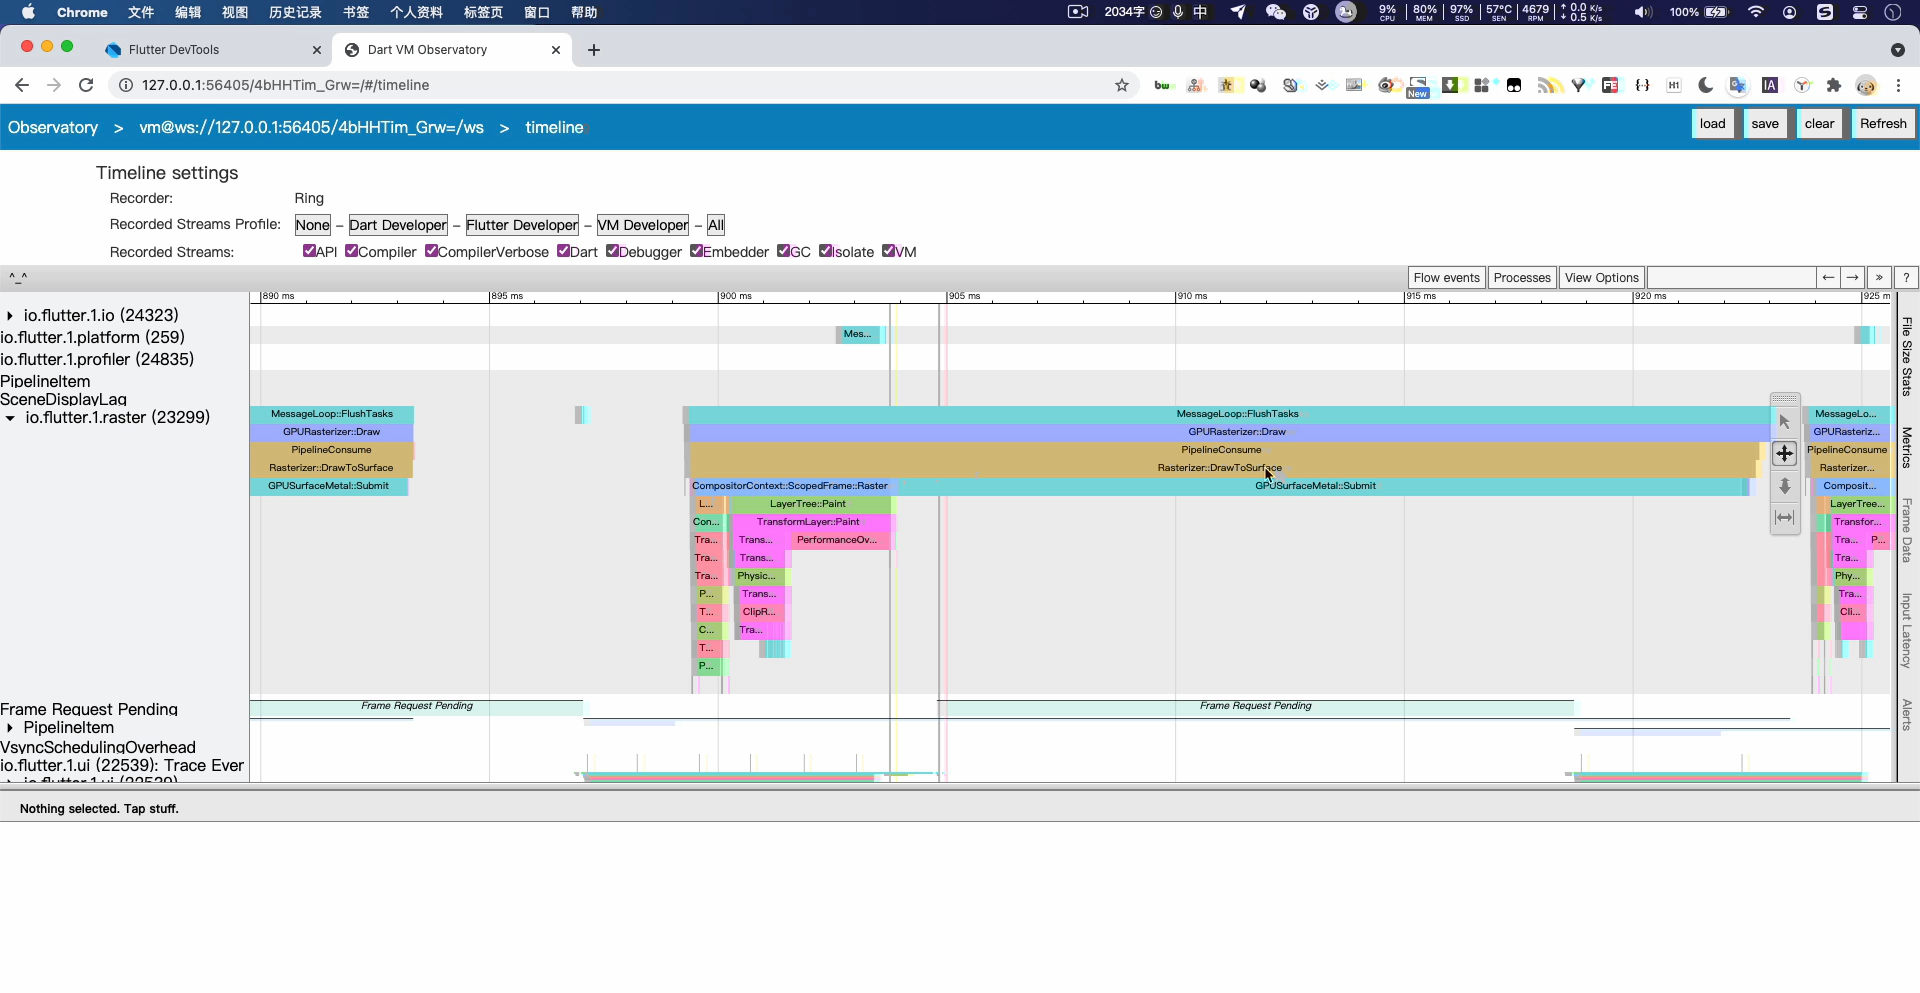 Chrome 文件 编辑 视图 历史记录 书签 个人资料 标签页 窗口 帮助 2034字 中 9% CPU 80% MEM 97% SSD 57°C SEN 4679 RPM 0.0 K/s 0.5 K/s 100%
Flutter DevTools Dart VM Observatory
127.0.0.1:56405/4bHHTim_Grw=/#/timeline bw New H1 IA
Observatory > vm@ws://127.0.0.1:56405/4bHHTim_Grw=/ws > timeline load save clear Refresh
Timeline settings
Recorder: Ring
Recorded Streams Profile: None – Dart Developer – Flutter Developer – VM Developer – All
Recorded Streams: API Compiler CompilerVerbose Dart Debugger Embedder GC Isolate VM
^_^ Flow events Processes View Options ← → » ?
890 ms 895 ms 900 ms 905 ms 910 ms 915 ms 920 ms 925 m
io.flutter.1.io (24323)
io.flutter.1.platform (259) Mes...
io.flutter.1.profiler (24835)
PipelineItem
SceneDisplayLag
io.flutter.1.raster (23299) MessageLoop::FlushTasks MessageLoop::FlushTasks MessageLo...
GPURasterizer::Draw GPURasterizer::Draw GPURasteriz...
PipelineConsume PipelineConsume PipelineConsume
Rasterizer::DrawToSurface Rasterizer::DrawToSurface Rasterizer...
GPUSurfaceMetal::Submit CompositorContext::ScopedFrame::Raster GPUSurfaceMetal::Submit Composit...
L... LayerTree::Paint LayerTree...
Con... TransformLayer::Paint Transfor...
Tra... Trans... PerformanceOv... Tra... P...
Tra... Trans... Tra...
Tra... Physic... Phy...
P... Trans... Tra...
T... ClipR... Cli...
C... Tra...
T...
P...
Frame Request Pending Frame Request Pending Frame Request Pending
PipelineItem
VsyncSchedulingOverhead
io.flutter.1.ui (22539): Trace Ever
io.flutter.1.ui (22539)
File Size Stats
Metrics
Frame Data
Input Latency
Alerts
Nothing selected. Tap stuff.